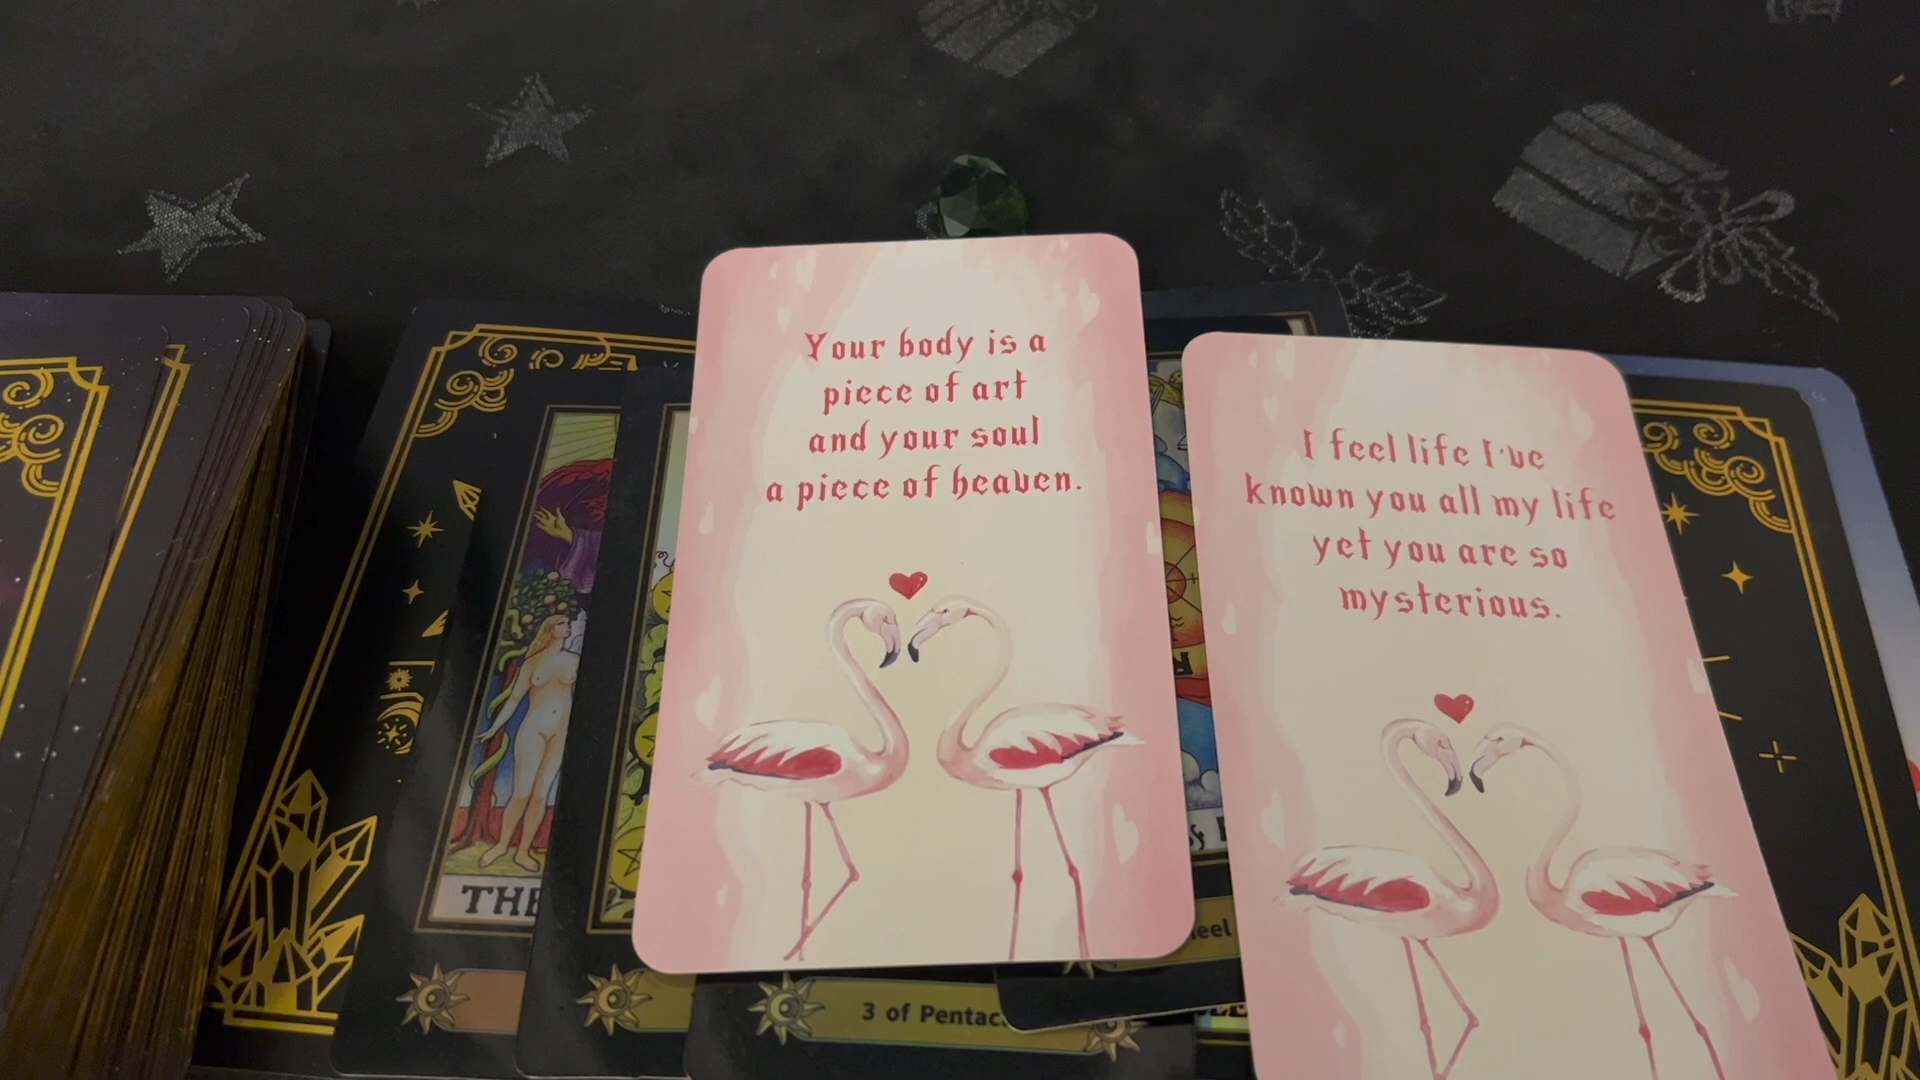 Your body is a
piece of art
and your soul
a piece of heaven.
I feel life I've
known you all my life
yet you are so
mysterious.
THE
3 of Pentac